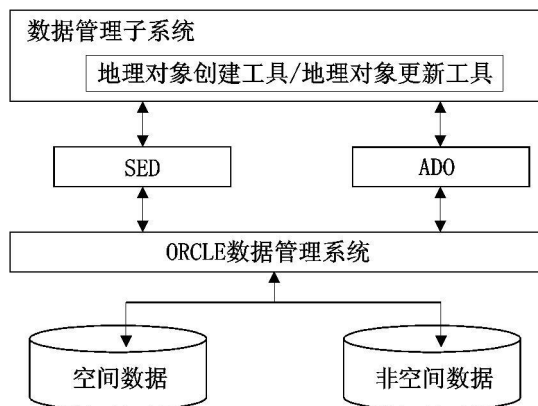 数据管理子系统
地理对象创建工具/地理对象更新工具
SED
ADO
ORCLE数据管理系统
空间数据
非空间数据